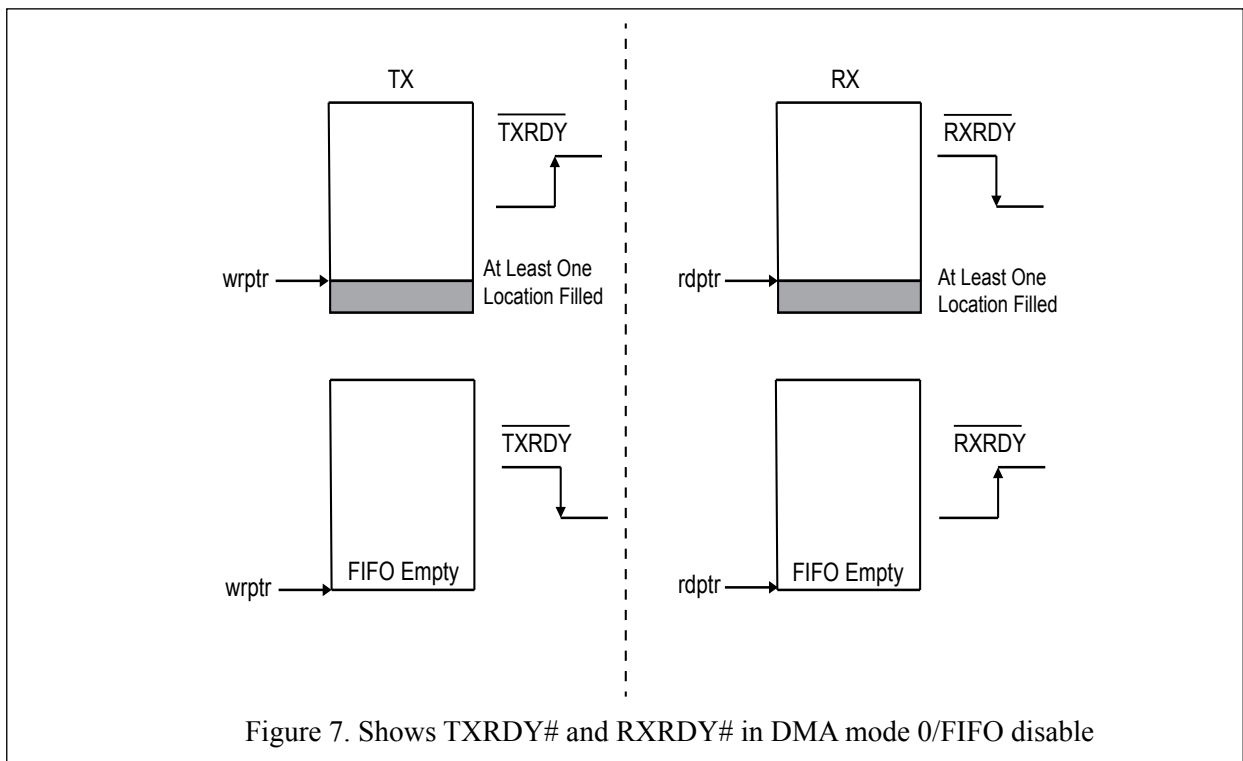 TX
TXRDY
wrptr
At Least One
Location Filled
TXRDY
FIFO Empty
wrptr
RX
RXRDY
rdptr
At Least One
Location Filled
RXRDY
FIFO Empty
rdptr
Figure 7. Shows TXRDY# and RXRDY# in DMA mode 0/FIFO disable